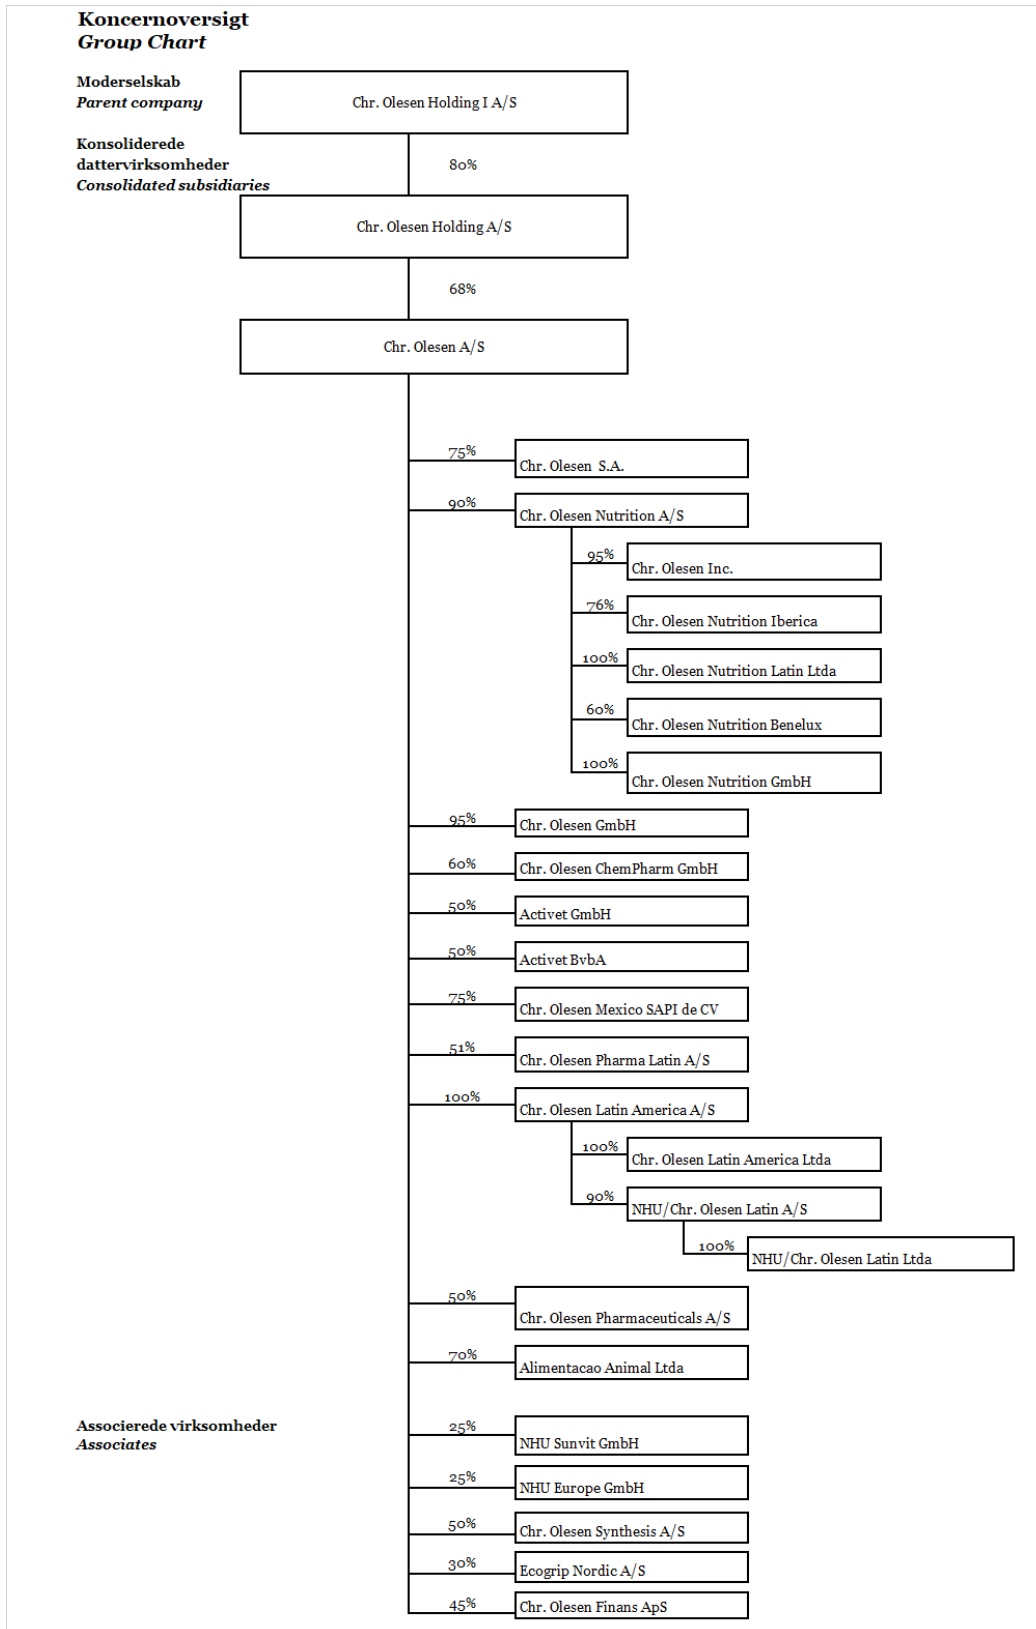 Koncernoversigt
Group Chart
Moderselskab
Parent company
Chr. Olesen Holding I A/S
Konsoliderede
dattervirksomheder
Consolidated subsidiaries
80%
Chr. Olesen Holding A/S
68%
Chr. Olesen A/S
75%
Chr. Olesen S.A.
90%
Chr. Olesen Nutrition A/S
95%
Chr. Olesen Inc.
76%
Chr. Olesen Nutrition Iberica
100%
Chr. Olesen Nutrition Latin Ltda
60%
Chr. Olesen Nutrition Benelux
100%
Chr. Olesen Nutrition GmbH
95%
Chr. Olesen GmbH
60%
Chr. Olesen ChemPharm GmbH
50%
Activet GmbH
50%
Activet BvbA
75%
Chr. Olesen Mexico SAPI de CV
51%
Chr. Olesen Pharma Latin A/S
100%
Chr. Olesen Latin America A/S
100%
Chr. Olesen Latin America Ltda
90%
NHU/Chr. Olesen Latin A/S
100%
NHU/Chr. Olesen Latin Ltda
50%
Chr. Olesen Pharmaceuticals A/S
70%
Alimentacao Animal Ltda
Associerede virksomheder
Associates
25%
NHU Sunvit GmbH
25%
NHU Europe GmbH
50%
Chr. Olesen Synthesis A/S
30%
Ecogrip Nordic A/S
45%
Chr. Olesen Finans ApS